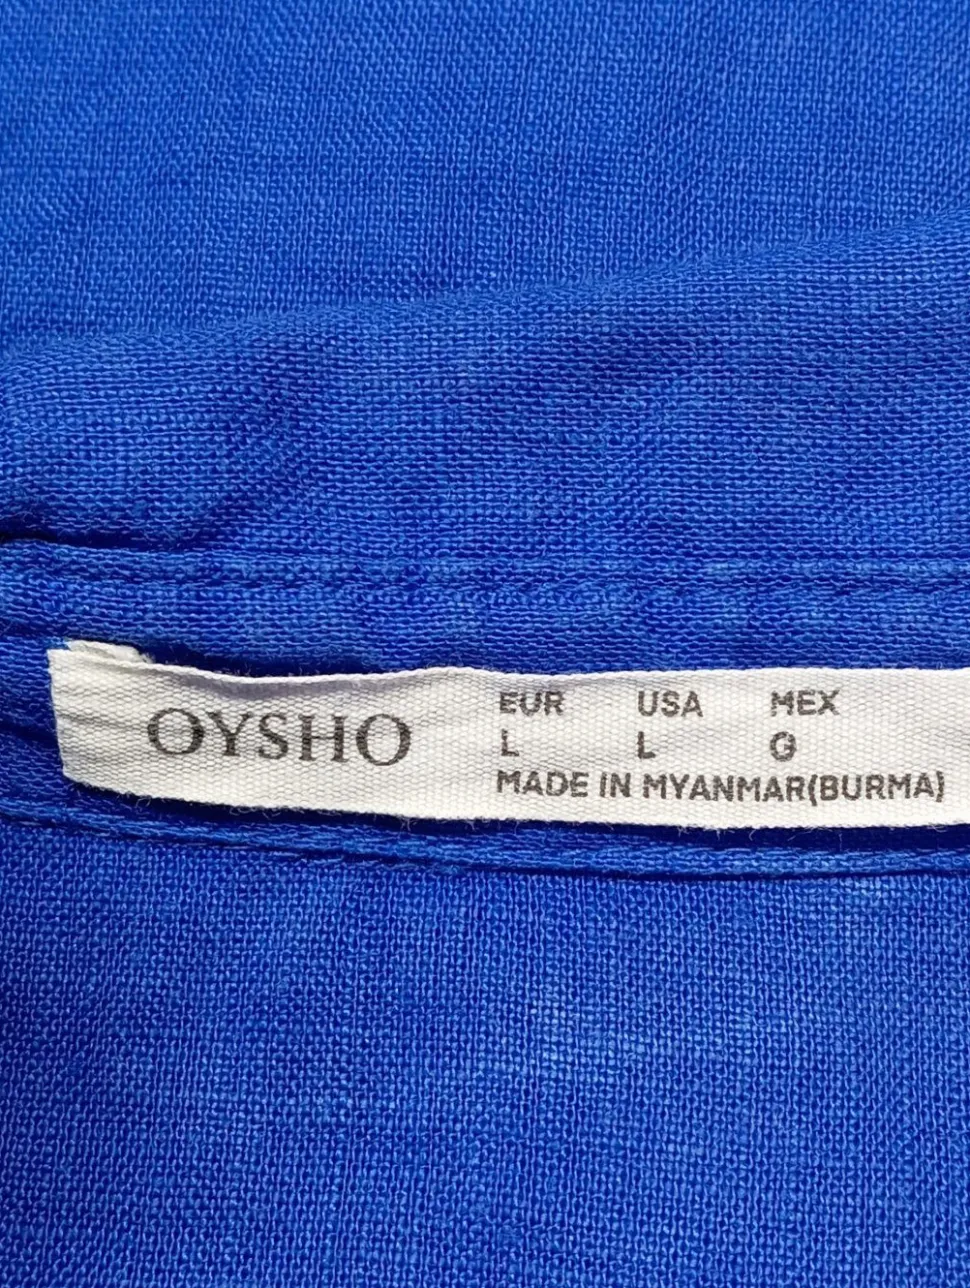 OYSHO
EUR USA MEX
L L G
MADE IN MYANMAR(BURMA)